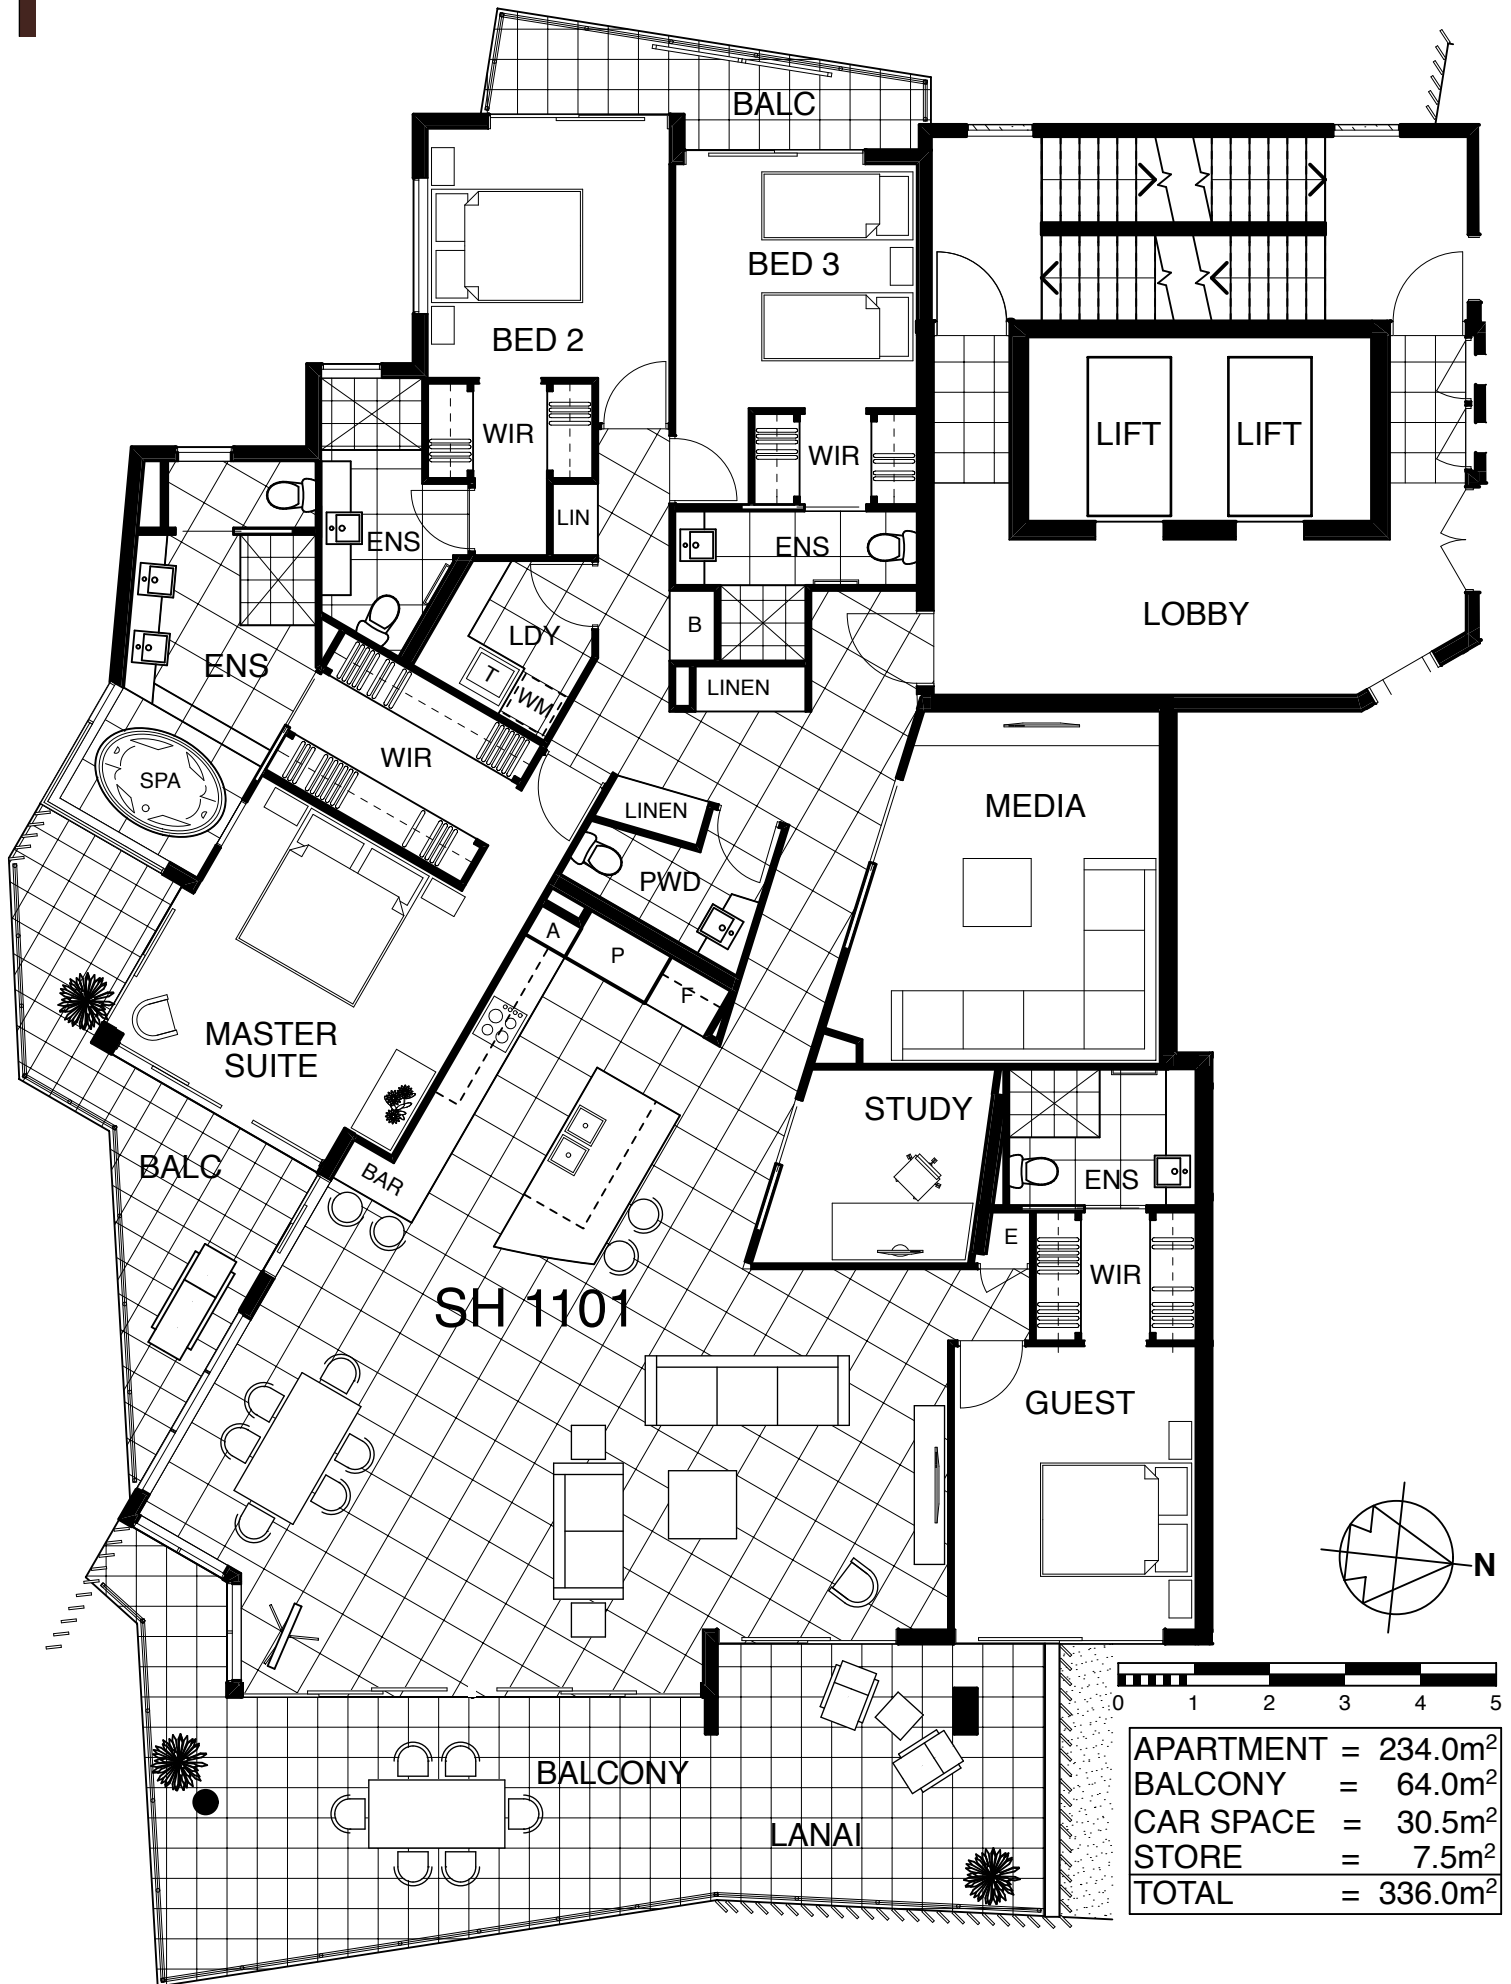 BALC
BED 3
BED 2
WIR
WIR
LIFT
LIFT
LIN
ENS
ENS
LDY
B
LOBBY
ENS
T
WM
LINEN
WIR
SPA
LINEN
MEDIA
PWD
A
P
F
MASTER
SUITE
STUDY
BALC
BAR
ENS
E
WIR
SH 1101
GUEST
N
0 1 2 3 4 5
APARTMENT = 234.0m²
BALCONY = 64.0m²
CAR SPACE = 30.5m²
STORE = 7.5m²
TOTAL = 336.0m²
BALCONY
LANAI